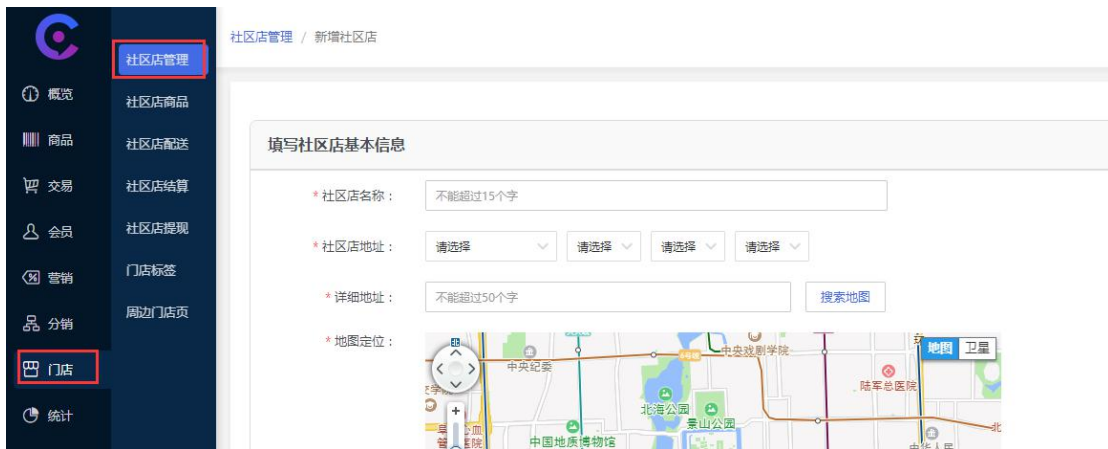 社区店管理 / 新增社区店
社区店管理
社区店商品
社区店配送
社区店结算
社区店提现
门店标签
周边门店页
概览
商品
交易
会员
营销
分销
门店
统计
填写社区店基本信息
* 社区店名称：
不能超过15个字
* 社区店地址：
请选择 请选择 请选择 请选择
* 详细地址：
不能超过50个字
搜索地图
* 地图定位：
地图 卫星
北
中央纪委
6号线
中央戏剧学院
陆军总医院
北海公园
景山公园
中国地质博物馆